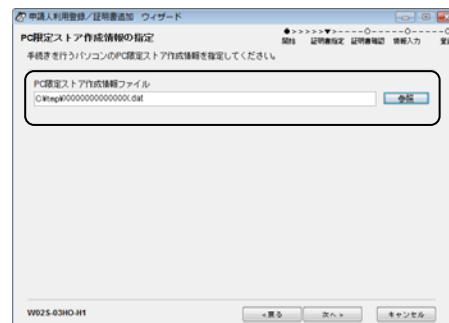 申請人利用登録/証明書追加 ウィザード
PC限定ストア作成情報の指定
開始 証明書指定 証明書確認 情報入力
手続きを行うパソコンのPC限定ストア作成情報を指定してください。
PC限定ストア作成情報ファイル
参照
W02S-03HO-H1
<戻る 次へ> キャンセル